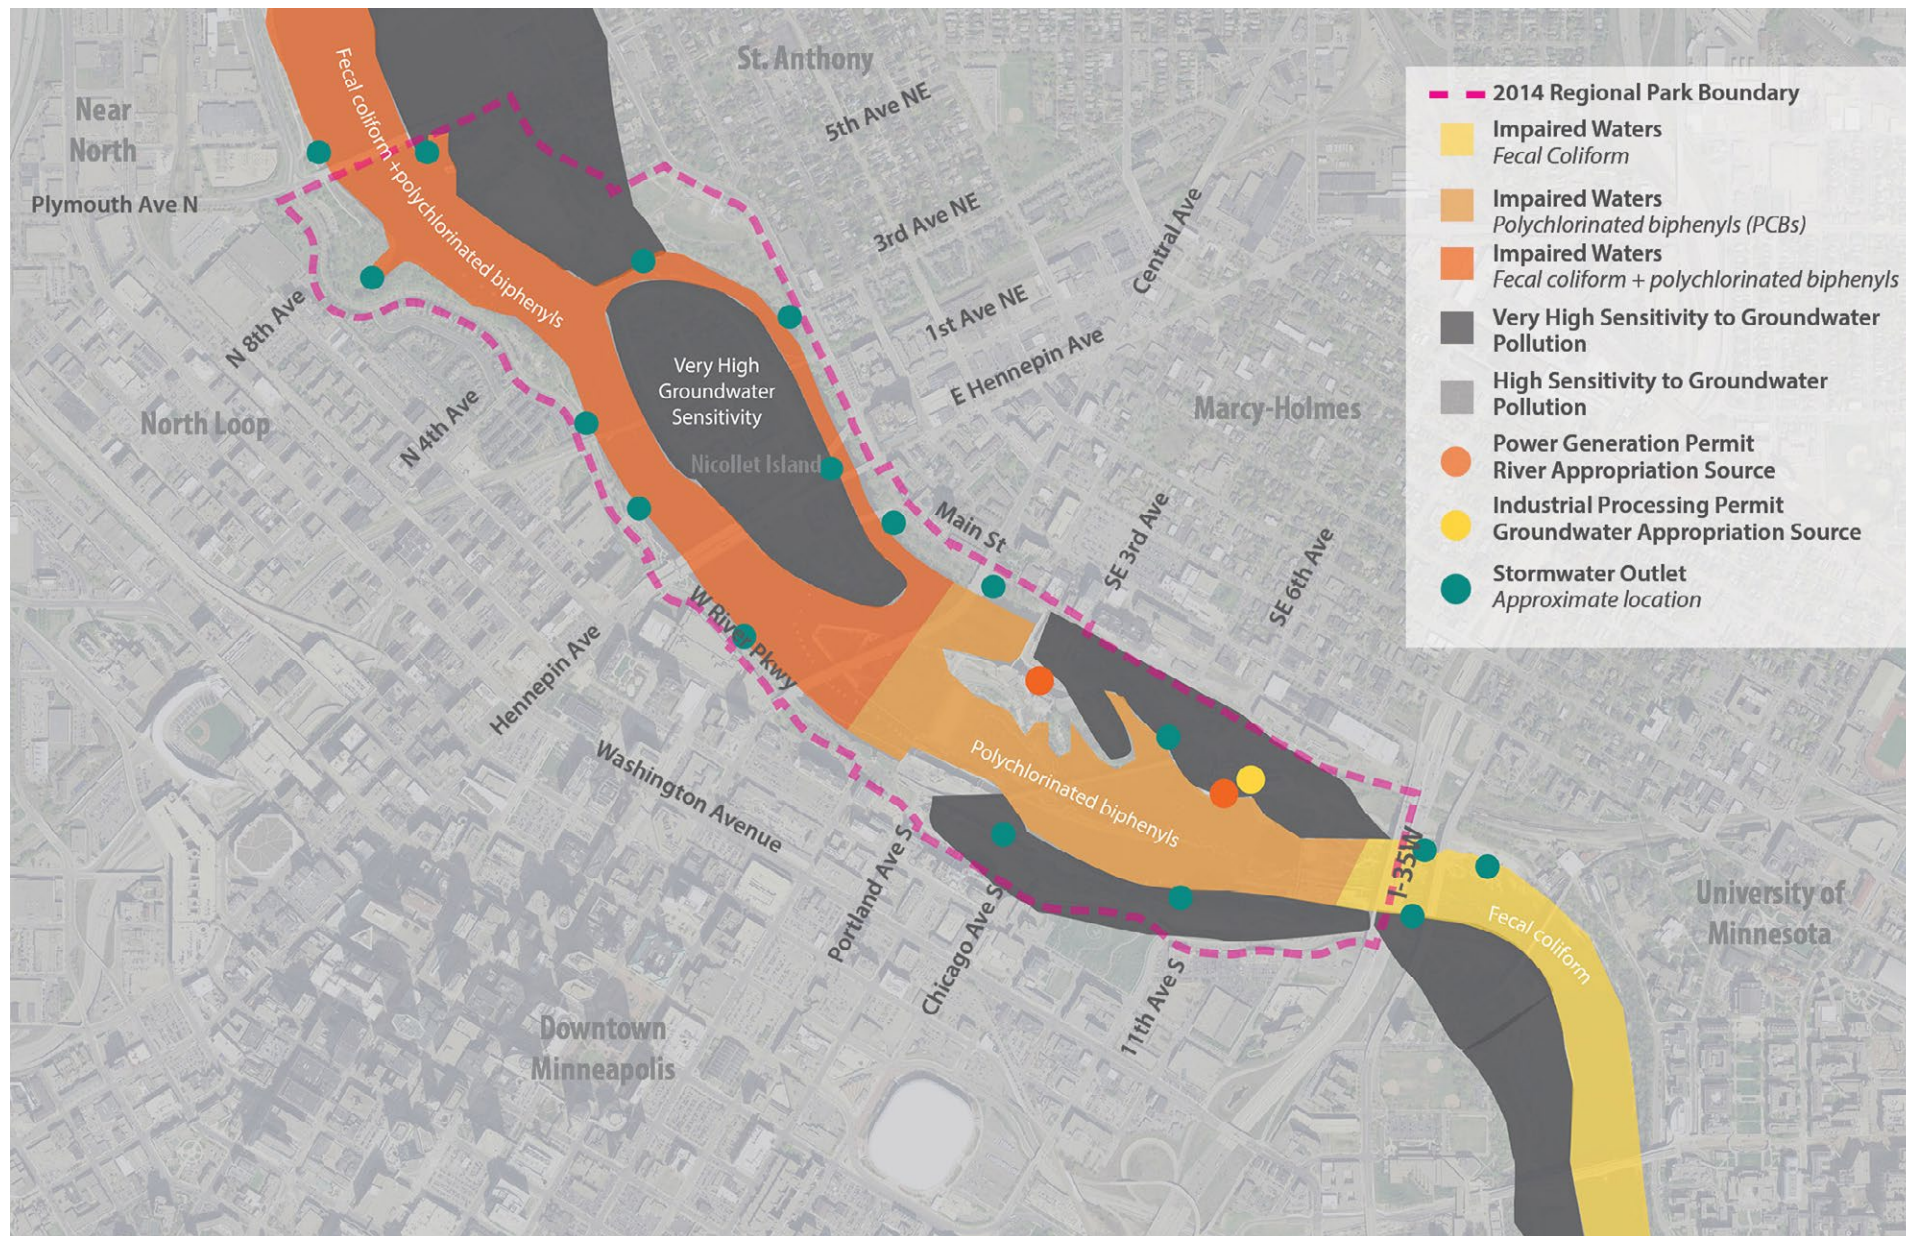 St. Anthony
Near
North
5th Ave NE
Fecal coliform +polychlorinated biphenyls
Plymouth Ave N
3rd Ave NE
Central Ave
N 8th Ave
1st Ave NE
E Hennepin Ave
Very High
Groundwater
Sensitivity
North Loop
N 4th Ave
Marcy-Holmes
Nicollet Island
Main St
SE 3rd Ave
SE 6th Ave
W River Pkwy
Hennepin Ave
Washington Avenue
Polychlorinated biphenyls
Portland Ave S
Chicago Ave S
11th Ave S
I-35W
Fecal coliform
University of
Minnesota
Downtown
Minneapolis
2014 Regional Park Boundary
Impaired Waters
Fecal Coliform
Impaired Waters
Polychlorinated biphenyls (PCBs)
Impaired Waters
Fecal coliform + polychlorinated biphenyls
Very High Sensitivity to Groundwater
Pollution
High Sensitivity to Groundwater
Pollution
Power Generation Permit
River Appropriation Source
Industrial Processing Permit
Groundwater Appropriation Source
Stormwater Outlet
Approximate location